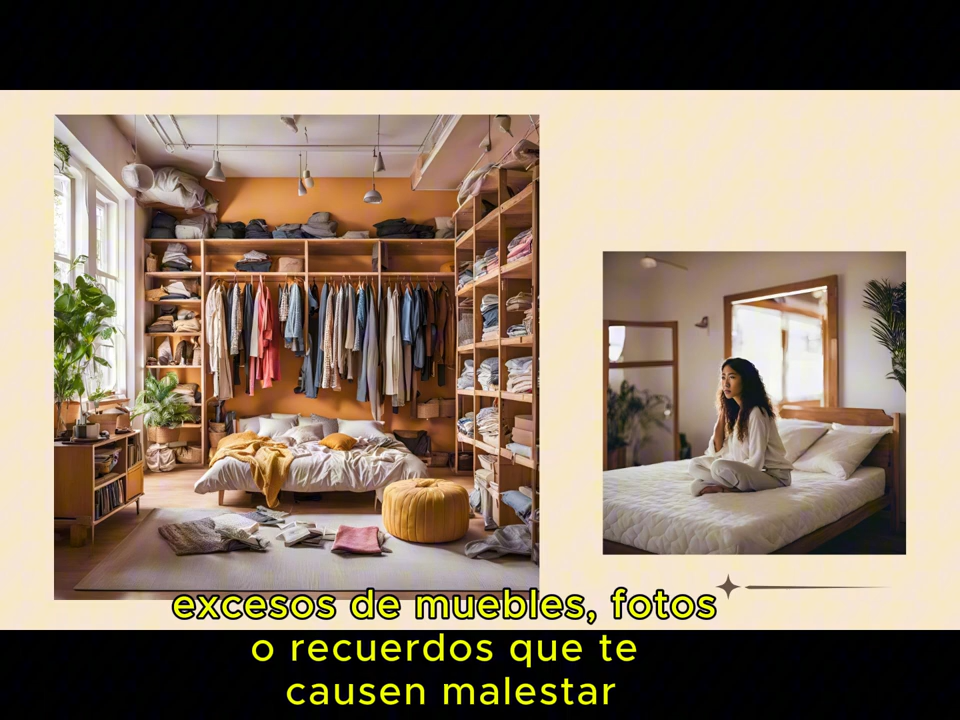 excesos de muebles, fotos
o recuerdos que te
causen malestar